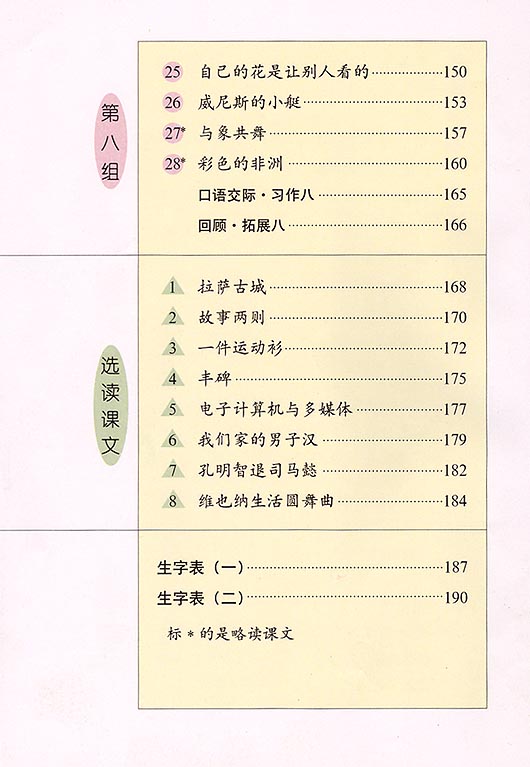 第八组
25 自己的花是让别人看的 150
26 威尼斯的小艇 153
27* 与象共舞 157
28* 彩色的非洲 160
口语交际·习作八 165
回顾·拓展八 166
选读课文
1 拉萨古城 168
2 故事两则 170
3 一件运动衫 172
4 丰碑 175
5 电子计算机与多媒体 177
6 我们家的男子汉 179
7 孔明智退司马懿 182
8 维也纳生活圆舞曲 184
生字表（一） 187
生字表（二） 190
标 * 的是略读课文